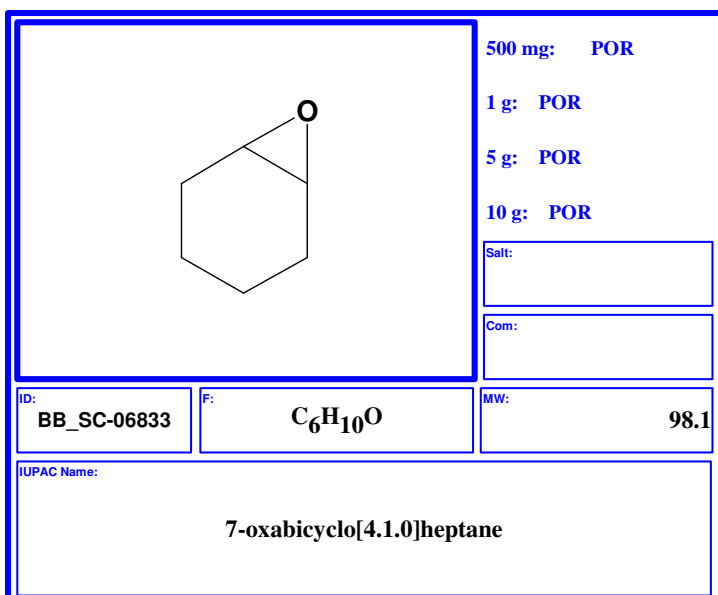 O
500 mg: POR
1 g: POR
5 g: POR
10 g: POR
Salt:
Com:
ID:
BB_SC-06833
F:
C6H10O
MW:
98.1
IUPAC Name:
7-oxabicyclo[4.1.0]heptane